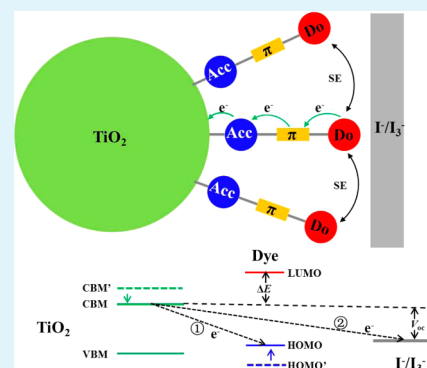 Do
π
Acc
SE
e⁻ e⁻ e⁻
TiO₂ Acc π Do I⁻/I₃⁻
SE
Acc
π
Do
Dye
LUMO
CBM' ΔE
CBM
① ② Voc
TiO₂ e⁻ e⁻
VBM HOMO
HOMO' I⁻/I₃⁻